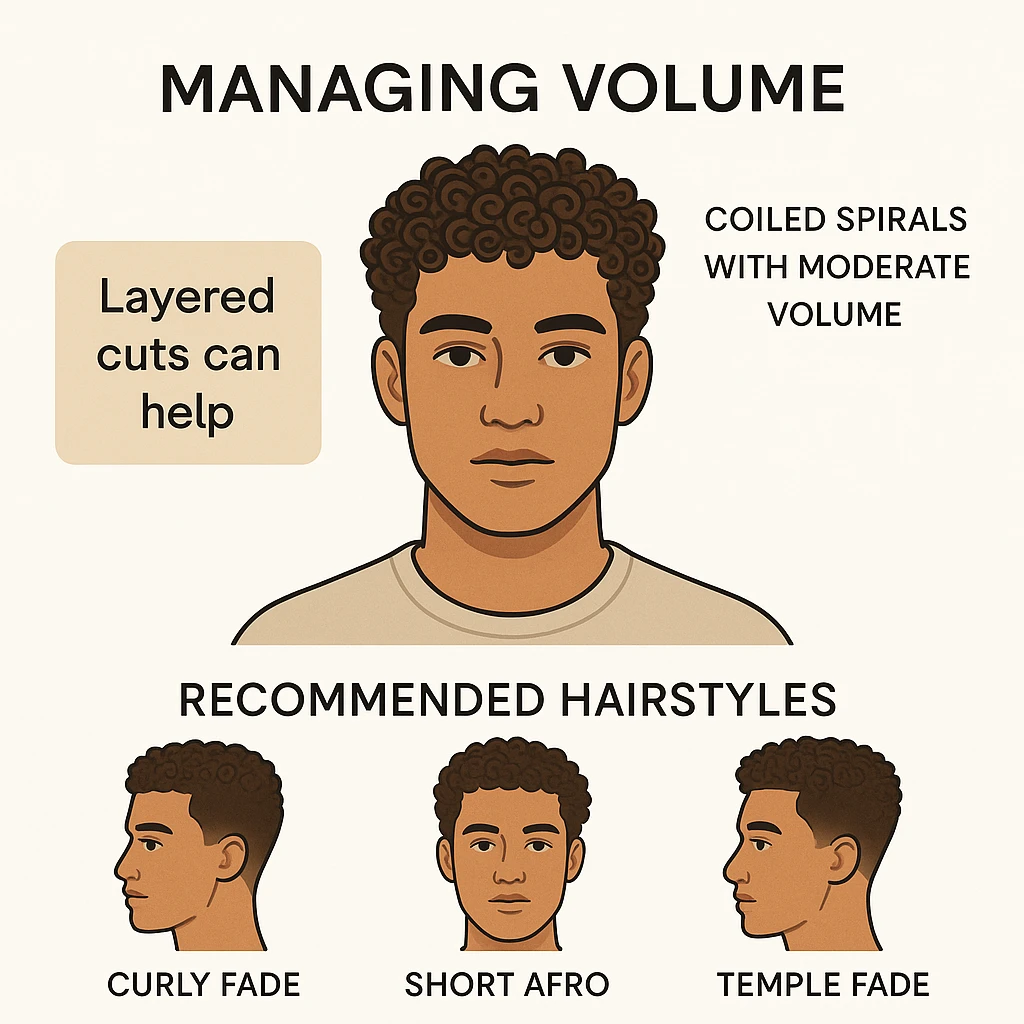 MANAGING VOLUME
Layered
cuts can
help
COILED SPIRALS
WITH MODERATE
VOLUME
RECOMMENDED HAIRSTYLES
CURLY FADE
SHORT AFRO
TEMPLE FADE